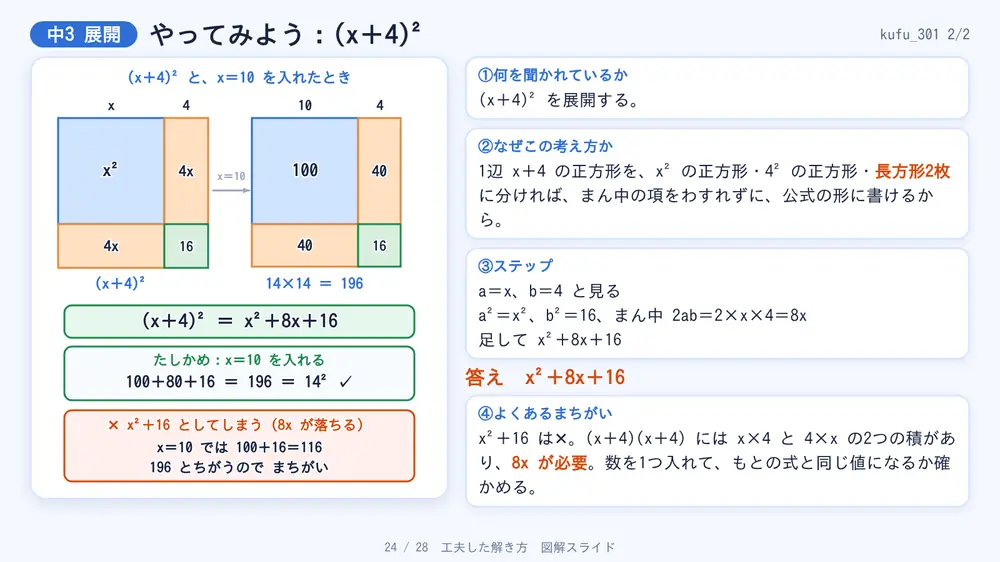 中3 展開
やってみよう：(x＋4)²
kufu_301 2/2
(x＋4)² と、x＝10 を入れたとき
x 4
10 4
x² 4x
x＝10
100 40
4x 16
40 16
(x＋4)²
14×14 ＝ 196
(x＋4)² ＝ x²＋8x＋16
たしかめ：x＝10 を入れる
100＋80＋16 ＝ 196 ＝ 14² ✓
× x²＋16 としてしまう（8x が落ちる）
x＝10 では 100＋16＝116
196 とちがうので まちがい
①何を聞かれているか
(x＋4)² を展開する。
②なぜこの考え方か
1辺 x＋4 の正方形を、x² の正方形・4² の正方形・長方形2枚
に分ければ、まん中の項をわすれずに、公式の形に書けるか
ら。
③ステップ
a＝x、b＝4 と見る
a²＝x²、b²＝16、まん中 2ab＝2×x×4＝8x
足して x²＋8x＋16
答え x²＋8x＋16
④よくあるまちがい
x²＋16 は×。(x＋4)(x＋4) には x×4 と 4×x の2つの積があ
り、8x が必要。数を1つ入れて、もとの式と同じ値になるか確
かめる。
24 / 28 工夫した解き方 図解スライド